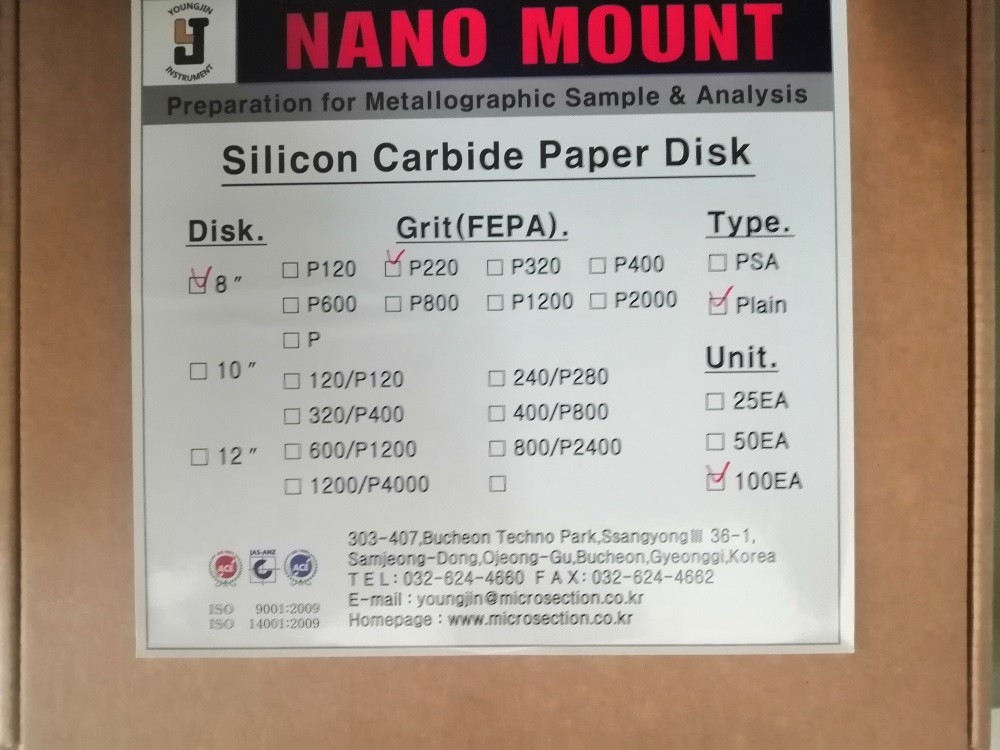 YOUNGJIN
INSTRUMENT
NANO MOUNT
Preparation for Metallographic Sample & Analysis
Silicon Carbide Paper Disk
Disk. Grit(FEPA). Type.
8″ P120 P220 P320 P400 PSA
P600 P800 P1200 P2000 Plain
P
Unit.
10″ 120/P120 240/P280
320/P400 400/P800 25EA
12″ 600/P1200 800/P2400 50EA
1200/P4000 100EA
303-407,Bucheon Techno Park,SsangyongⅢ 36-1,
Samjeong-Dong,Ojeong-Gu,Bucheon,Gyeonggi,Korea
TEL:032-624-4660 FAX:032-624-4662
E-mail : youngjin@microsection.co.kr
Homepage : www.microsection.co.kr
ACE JAS-ANZ ACE
ISO 9001:2009
ISO 14001:2009